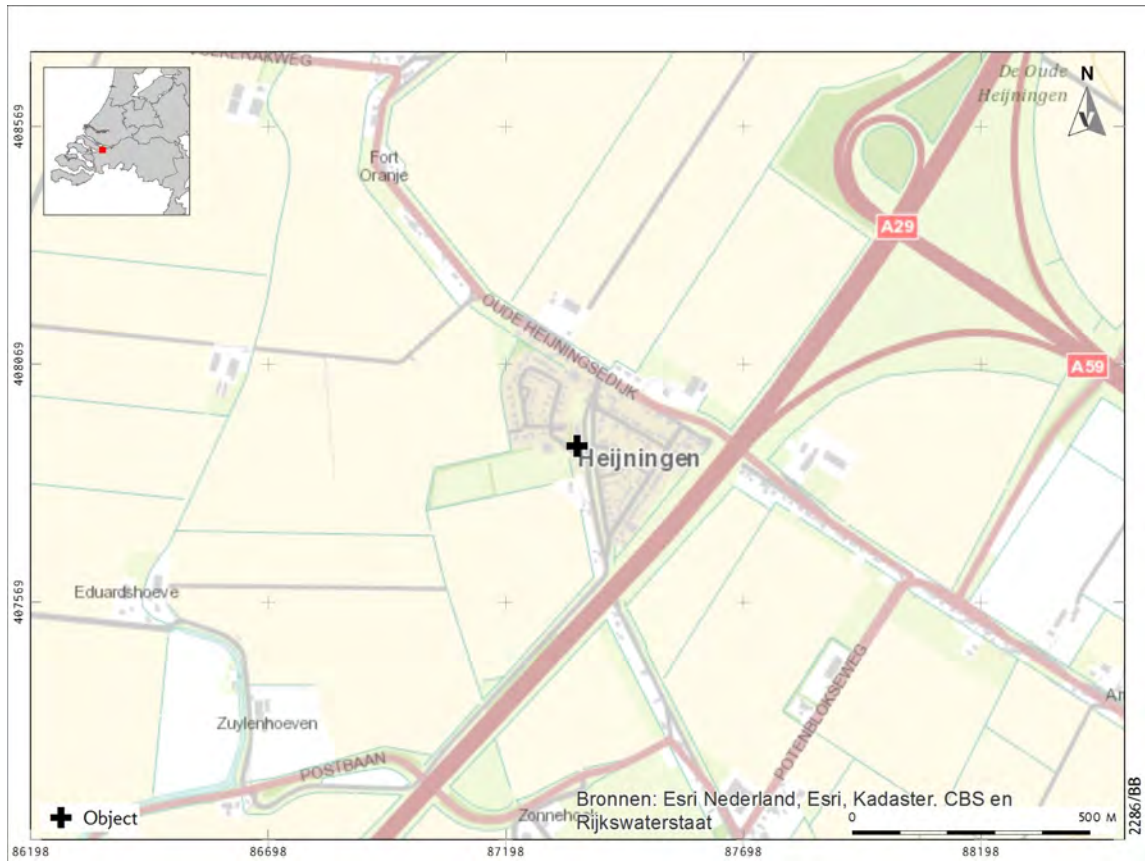 VOLKERAKWEG
De Oude
Heijningen
N
408569
Fort
Oranje
A29
OUDE HEIJNINGSEDIJK
408069
A59
Heijningen
407569
Eduardshoeve
POTENBLOKSEWEG
Zuylenhoeven
POSTBAAN
Bronnen: Esri Nederland, Esri, Kadaster. CBS en
Rijkswaterstaat
Object
0
500 M
2286/BB
86198
86698
87198
87698
88198